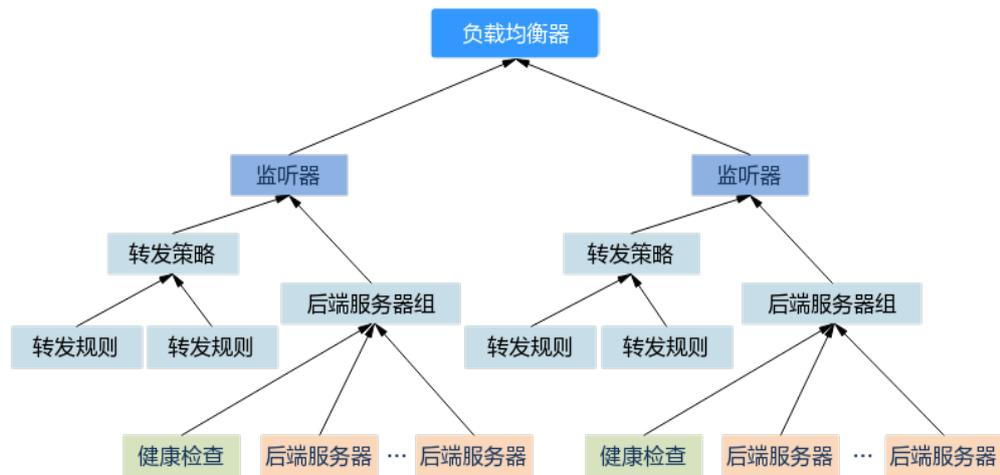 负载均衡器
监听器
监听器
转发策略
转发策略
后端服务器组
后端服务器组
转发规则
转发规则
转发规则
转发规则
健康检查
后端服务器
…
后端服务器
健康检查
后端服务器
…
后端服务器